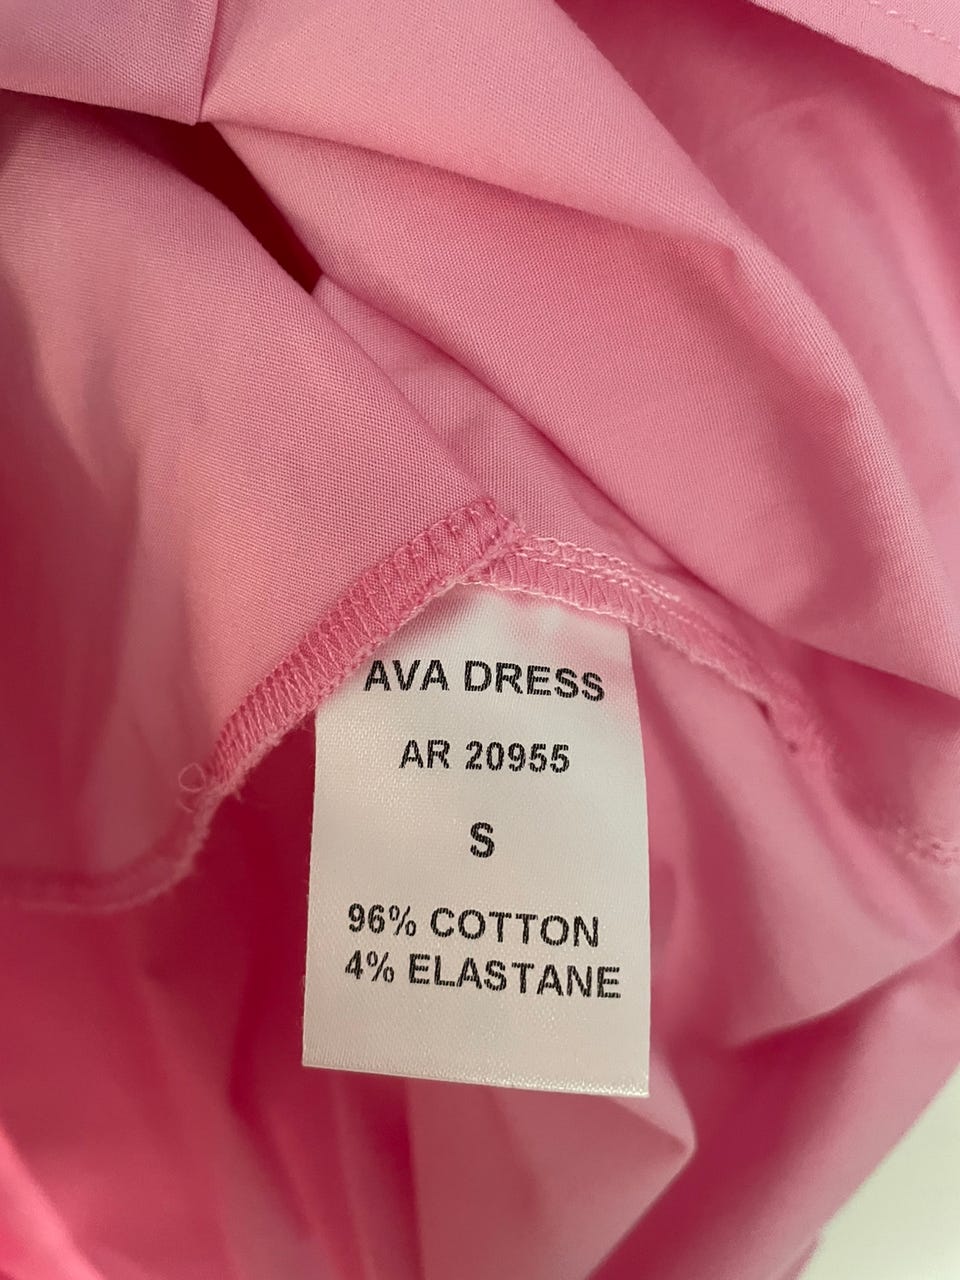 AVA DRESS
AR 20955
S
96% COTTON
4% ELASTANE